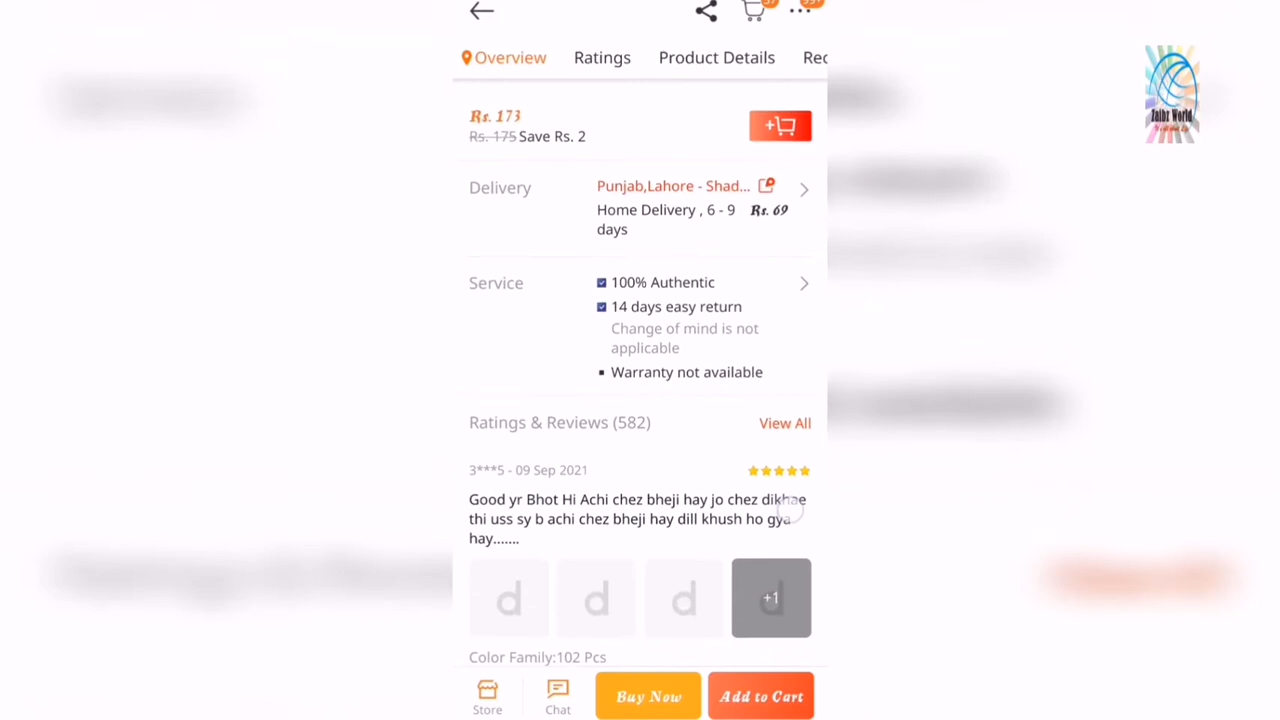 Overview Ratings Product Details Rec
Rs. 173
Rs. 175 Save Rs. 2
Delivery
Punjab,Lahore - Shad...
Home Delivery , 6 - 9 Rs. 69
days
Service
100% Authentic
14 days easy return
Change of mind is not
applicable
Warranty not available
Ratings & Reviews (582)
View All
3***5 - 09 Sep 2021
Good yr Bhot Hi Achi chez bheji hay jo chez dikhae
thi uss sy b achi chez bheji hay dill khush ho gya
hay.......
d d d +1
Color Family:102 Pcs
Store
Chat
Buy Now
Add to Cart
Zaibz World